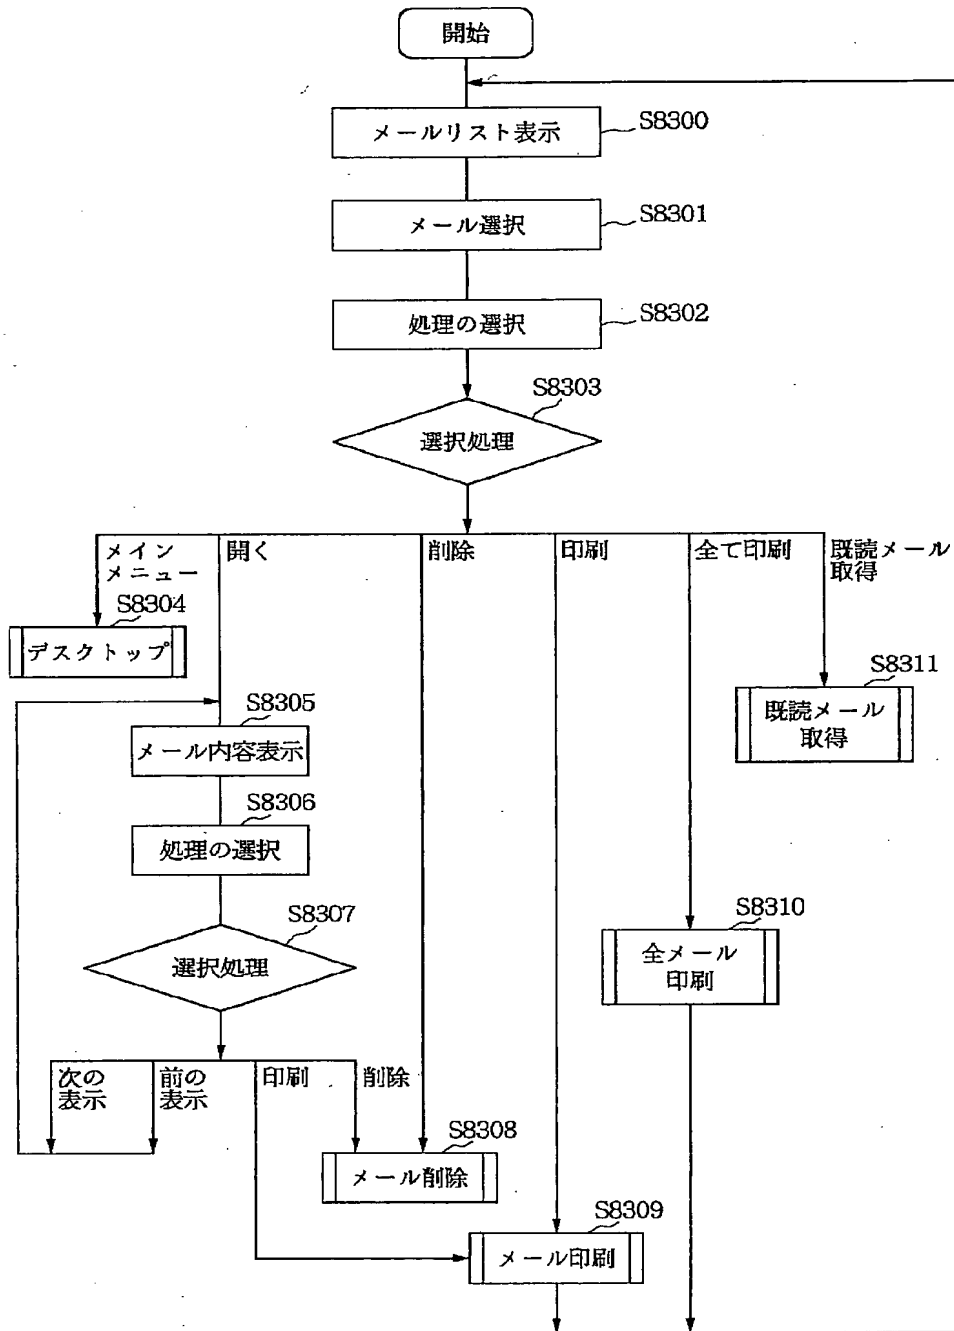 開始
メールリスト表示
S8300
メール選択
S8301
処理の選択
S8302
S8303
選択処理
メイン
メニュー
開く
削除
印刷
全て印刷
既読メール
取得
S8304
デスクトップ
S8311
既読メール
取得
S8305
メール内容表示
S8306
処理の選択
S8307
選択処理
S8310
全メール
印刷
次の
表示
前の
表示
印刷
削除
S8308
メール削除
S8309
メール印刷